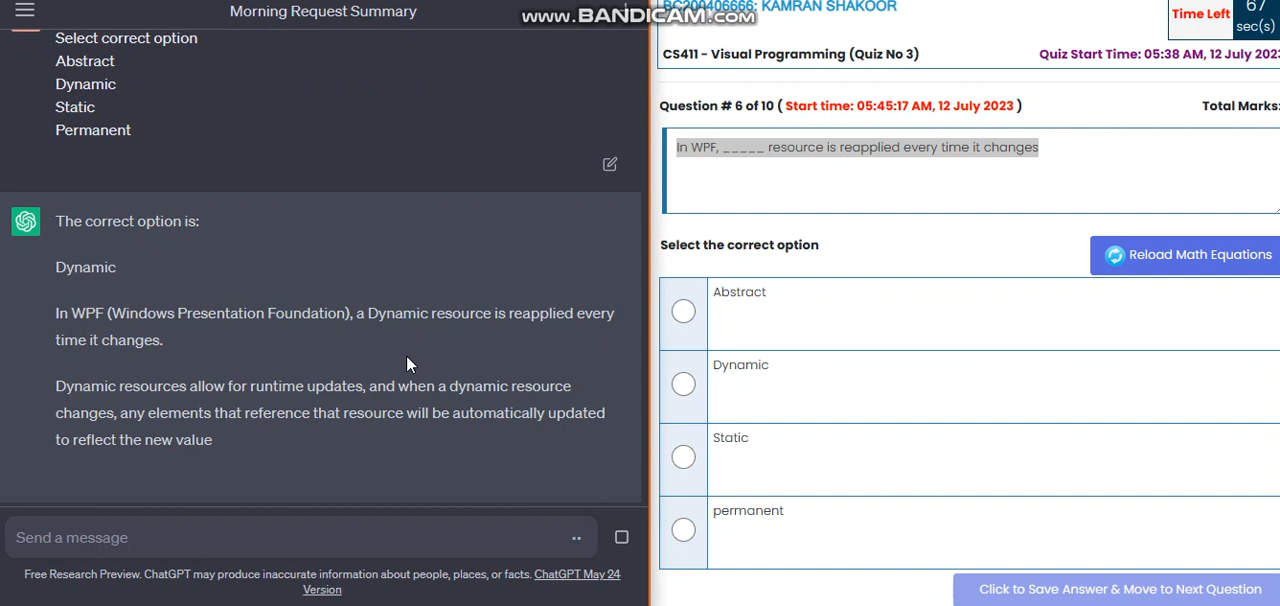 Morning Request Summary
Select correct option
Abstract
Dynamic
Static
Permanent
The correct option is:
Dynamic
In WPF (Windows Presentation Foundation), a Dynamic resource is reapplied every
time it changes.
Dynamic resources allow for runtime updates, and when a dynamic resource
changes, any elements that reference that resource will be automatically updated
to reflect the new value
Send a message
Free Research Preview. ChatGPT may produce inaccurate information about people, places, or facts. ChatGPT May 24
Version
www.BANDICAM.com
BC200406666: KAMRAN SHAKOOR
Time Left
67
sec(s)
CS411 - Visual Programming (Quiz No 3)
Quiz Start Time: 05:38 AM, 12 July 2023
Question # 6 of 10 ( Start time: 05:45:17 AM, 12 July 2023 )
Total Marks:
In WPF, _____ resource is reapplied every time it changes
Select the correct option
Reload Math Equations
Abstract
Dynamic
Static
permanent
Click to Save Answer & Move to Next Question